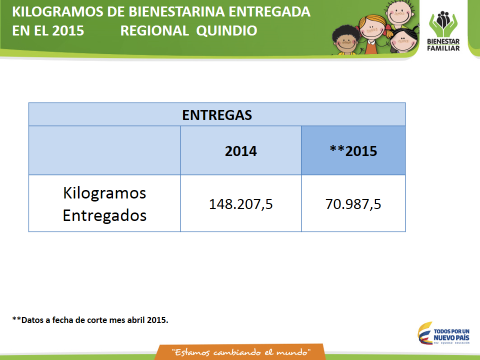 KILOGRAMOS DE BIENESTARINA ENTREGADA
EN EL 2015 REGIONAL QUINDIO
BIENESTAR
FAMILIAR
ENTREGAS
2014 **2015
Kilogramos
Entregados
148.207,5 70.987,5
**Datos a fecha de corte mes abril 2015.
TODOS POR UN
NUEVO PAÍS
"Estamos cambiando el mundo"